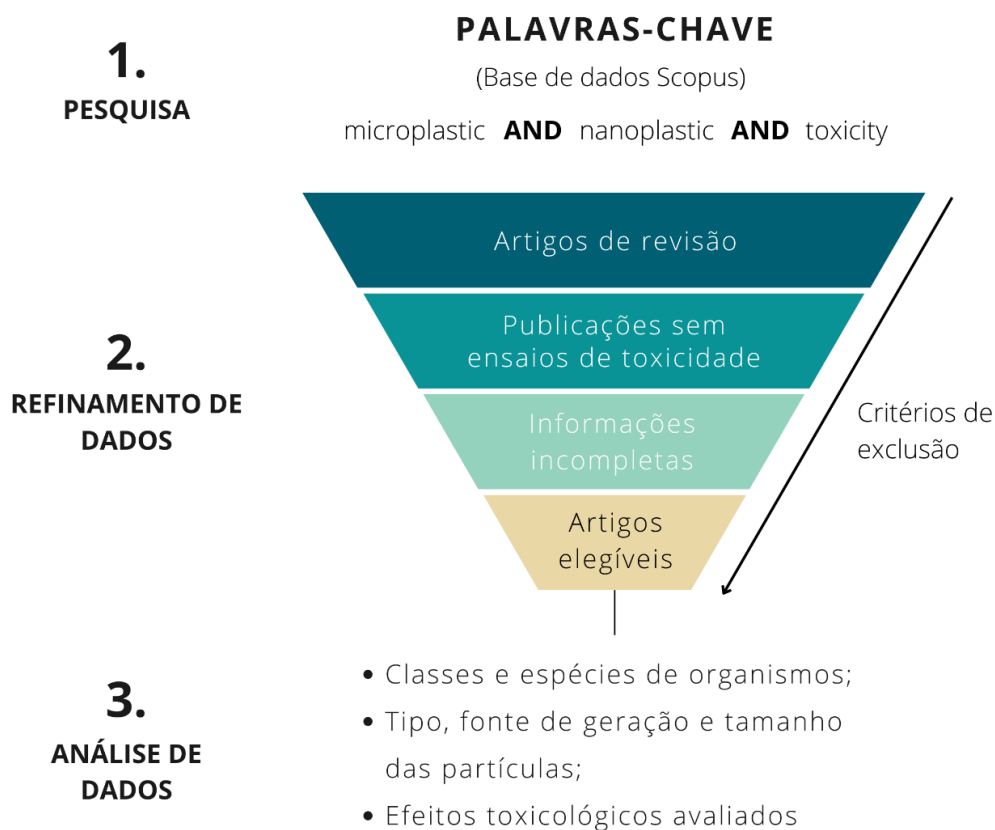 1.
PESQUISA
PALAVRAS-CHAVE
(Base de dados Scopus)
microplastic AND nanoplastic AND toxicity
2.
REFINAMENTO DE
DADOS
Artigos de revisão
Publicações sem
ensaios de toxicidade
Informações
incompletas
Artigos
elegíveis
Critérios de
exclusão
3.
ANÁLISE DE
DADOS
• Classes e espécies de organismos;
• Tipo, fonte de geração e tamanho
das partículas;
• Efeitos toxicológicos avaliados